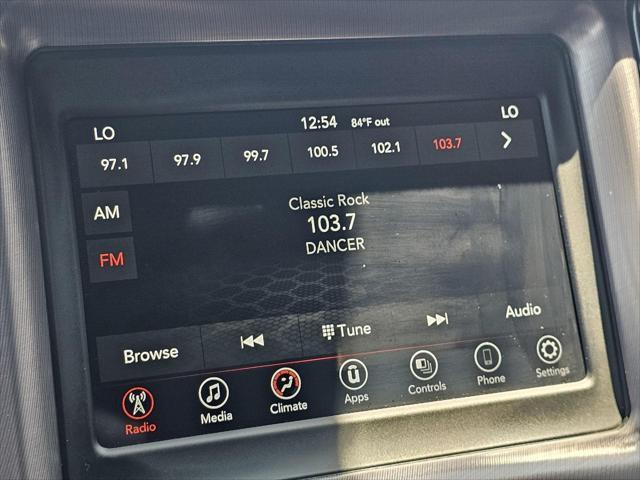 12:54 84°F out
LO LO
97.1 97.9 99.7 100.5 102.1 103.7
AM
Classic Rock
103.7
FM
DANCER
Browse Tune Audio
Radio Media Climate Apps Controls Phone Settings